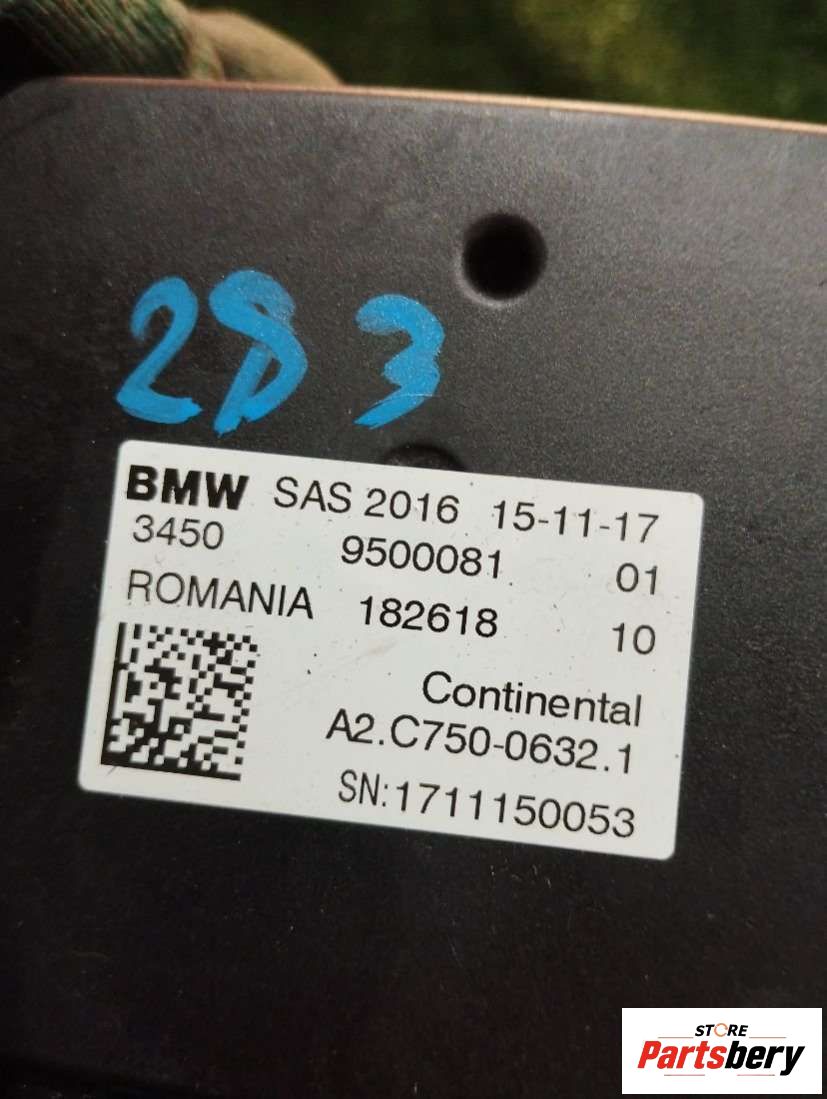 283
BMW SAS 2016 15-11-17
3450 9500081 01
ROMANIA 182618 10
Continental
A2.C750-0632.1
SN:1711150053
STORE
Partsbery